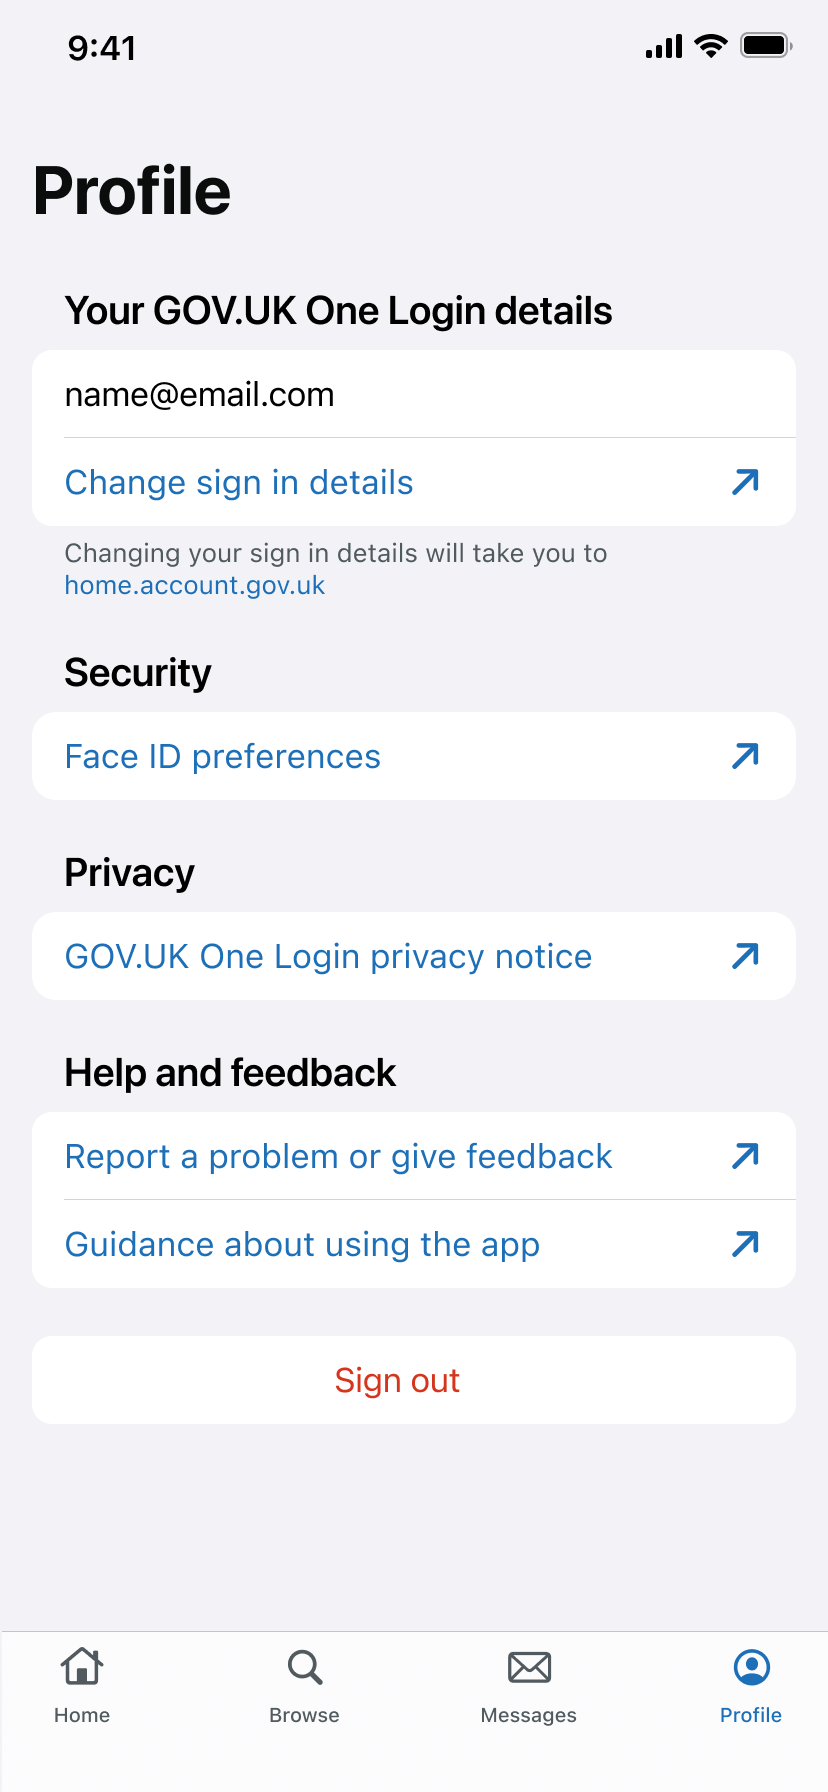 9:41
Profile
Your GOV.UK One Login details
name@email.com
Change sign in details
Changing your sign in details will take you to
home.account.gov.uk
Security
Face ID preferences
Privacy
GOV.UK One Login privacy notice
Help and feedback
Report a problem or give feedback
Guidance about using the app
Sign out
Home
Browse
Messages
Profile